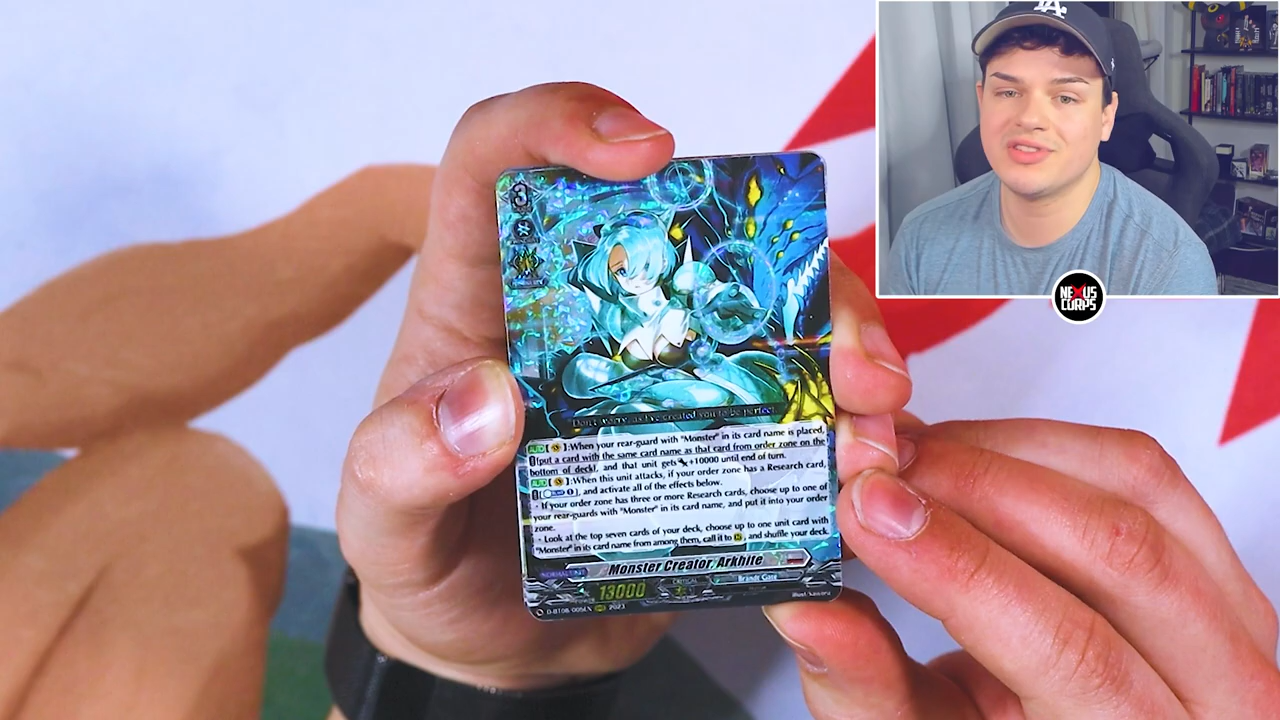 LA
NEXUS
CORPS
3
"Don't worry, as I've created you to be perfect."
AUTO [ ]:When your rear-guard with "Monster" in its card name is placed,
[put a card with the same card name as that card from order zone on the
bottom of deck], and that unit gets +10000 until end of turn.
AUTO [ ]:When this unit attacks, if your order zone has a Research card,
[ 1], and activate all of the effects below.
・If your order zone has three or more Research cards, choose up to one of
your rear-guards with "Monster" in its card name, and put it into your order
zone.
・Look at the top seven cards of your deck, choose up to one unit card with
"Monster" in its card name from among them, call it to , and shuffle your deck.
NORMAL UNIT Monster Creator, Arkhite
13000 CRITICAL Brandt Gate
2023